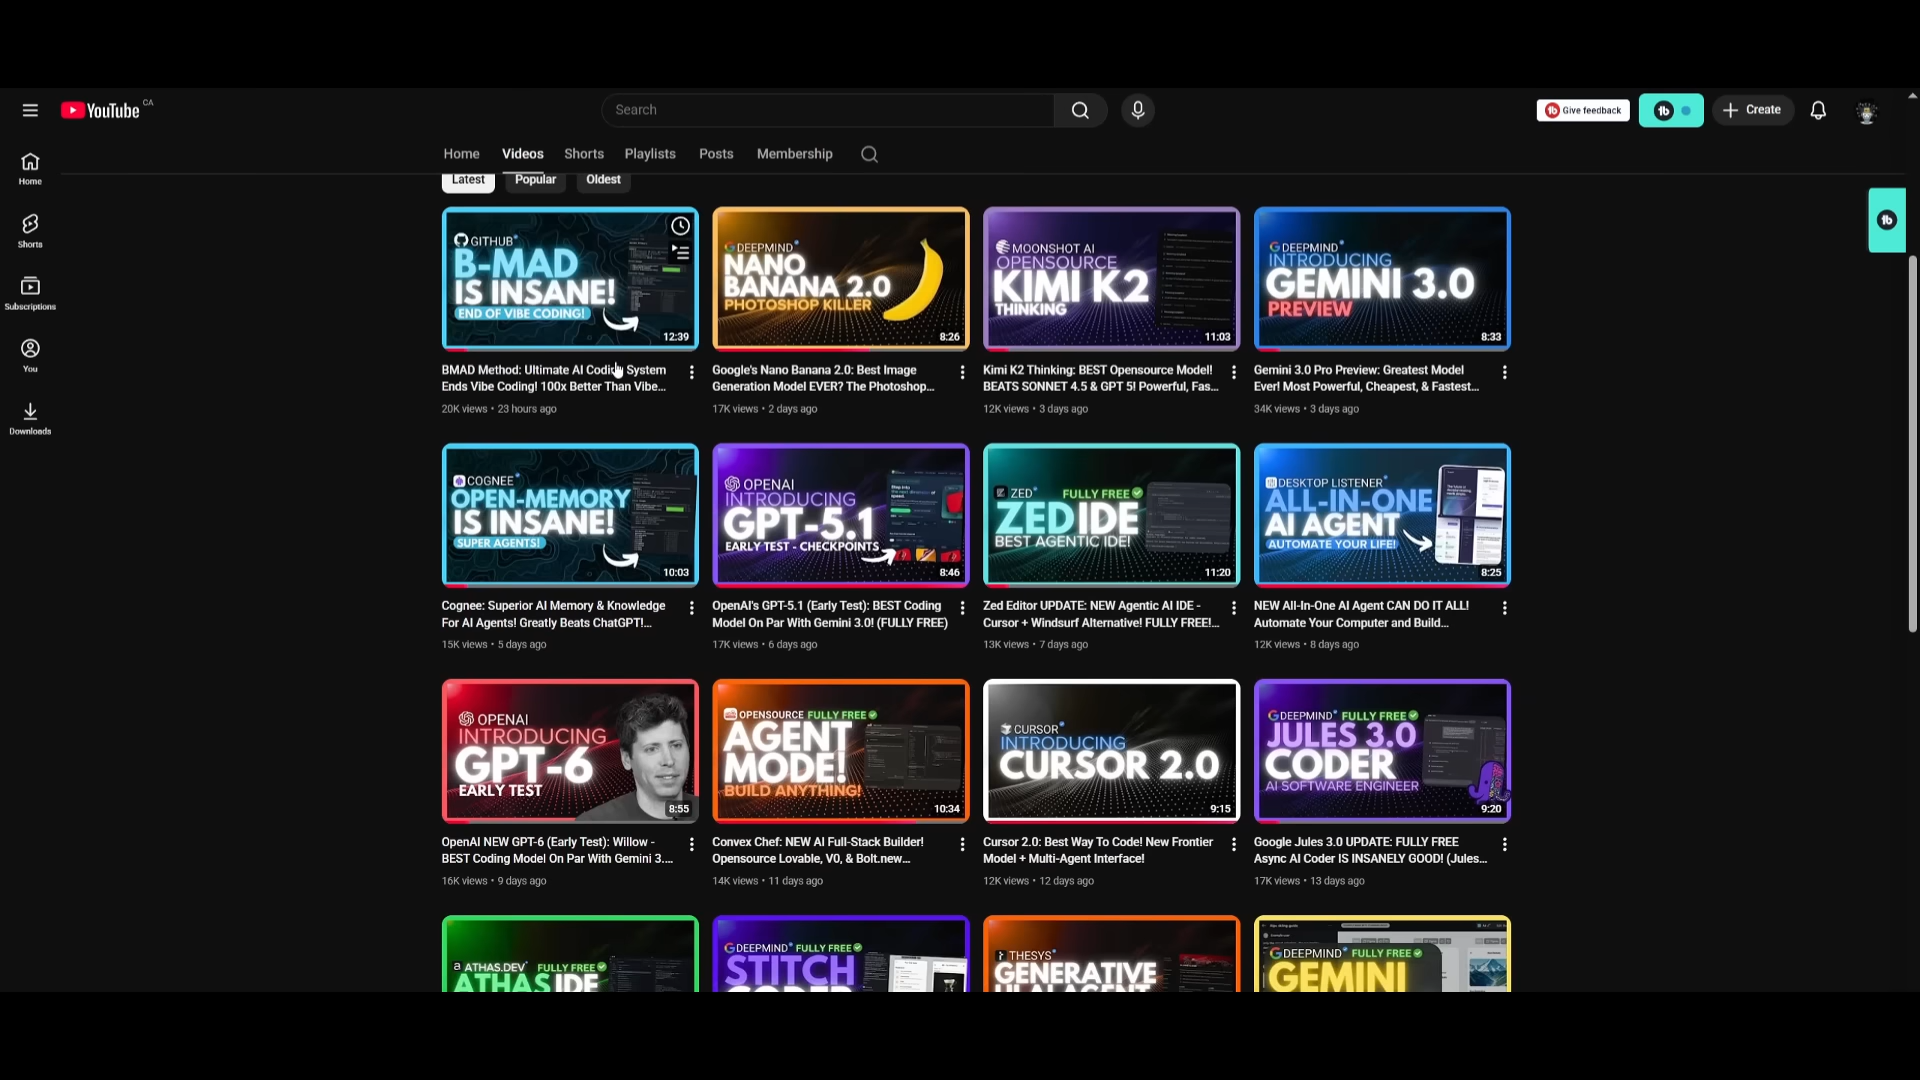 YouTube CA
Search
Give feedback
Create
Home
Videos
Shorts
Playlists
Posts
Membership
Latest
Popular
Oldest
Home
Shorts
Subscriptions
You
Downloads
GITHUB
B-MAD
IS INSANE!
END OF VIBE CODING!
12:39
BMAD Method: Ultimate AI Coding System
Ends Vibe Coding! 100x Better Than Vibe...
20K views • 23 hours ago
DEEPMIND
NANO
BANANA 2.0
PHOTOSHOP KILLER
8:26
Google's Nano Banana 2.0: Best Image
Generation Model EVER? The Photoshop...
17K views • 2 days ago
MOONSHOT AI
OPENSOURCE
KIMI K2
THINKING
11:03
Kimi K2 Thinking: BEST Opensource Model!
BEATS SONNET 4.5 & GPT 5! Powerful, Fas...
12K views • 3 days ago
DEEPMIND
INTRODUCING
GEMINI 3.0
PREVIEW
8:33
Gemini 3.0 Pro Preview: Greatest Model
Ever! Most Powerful, Cheapest, & Fastest...
34K views • 3 days ago
COGNEE
OPEN-MEMORY
IS INSANE!
SUPER AGENTS!
10:03
Cognee: Superior AI Memory & Knowledge
For AI Agents! Greatly Beats ChatGPT!...
15K views • 5 days ago
OPENAI
INTRODUCING
GPT-5.1
EARLY TEST - CHECKPOINTS
8:46
OpenAI's GPT-5.1 (Early Test): BEST Coding
Model On Par With Gemini 3.0! (FULLY FREE)
17K views • 6 days ago
ZED
FULLY FREE
ZED IDE
BEST AGENTIC IDE!
11:20
Zed Editor UPDATE: NEW Agentic AI IDE -
Cursor + Windsurf Alternative! FULLY FREE!...
13K views • 7 days ago
DESKTOP LISTENER
ALL-IN-ONE
AI AGENT
AUTOMATE YOUR LIFE!
8:25
NEW All-In-One AI Agent CAN DO IT ALL!
Automate Your Computer and Build...
12K views • 8 days ago
OPENAI
INTRODUCING
GPT-6
EARLY TEST
8:55
OpenAI NEW GPT-6 (Early Test): Willow -
BEST Coding Model On Par With Gemini 3....
16K views • 9 days ago
OPENSOURCE FULLY FREE
AGENT
MODE!
BUILD ANYTHING!
10:34
Convex Chef: NEW AI Full-Stack Builder!
Opensource Lovable, V0, & Bolt.new...
14K views • 11 days ago
CURSOR
INTRODUCING
CURSOR 2.0
9:15
Cursor 2.0: Best Way To Code! New Frontier
Model + Multi-Agent Interface!
12K views • 12 days ago
DEEPMIND FULLY FREE
JULES 3.0
CODER
AI SOFTWARE ENGINEER
9:20
Google Jules 3.0 UPDATE: FULLY FREE
Async AI Coder IS INSANELY GOOD! (Jules...
17K views • 13 days ago
ATHAS.DEV FULLY FREE
ATHAS IDE
DEEPMIND FULLY FREE
STITCH
CODER
THESYS
GENERATIVE
UI AI AGENT
DEEPMIND FULLY FREE
GEMINI